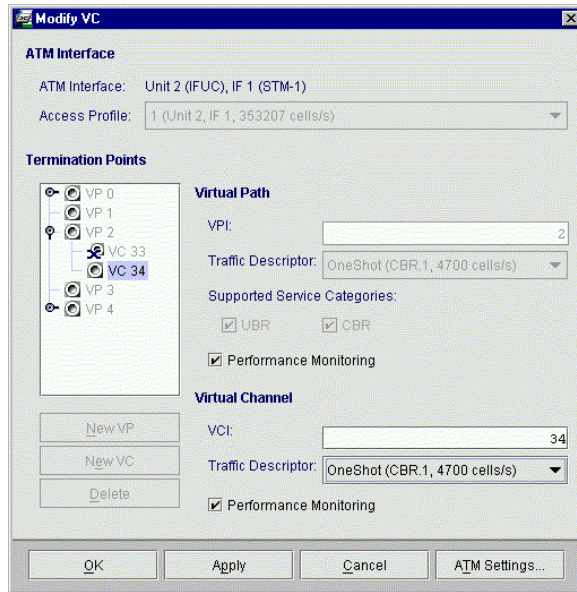 Modify VC
ATM Interface
ATM Interface: Unit 2 (IFUC), IF 1 (STM-1)
Access Profile: 1 (Unit 2, IF 1, 353207 cells/s)
Termination Points
VP 0
VP 1
VP 2
VC 33
VC 34
VP 3
VP 4
New VP
New VC
Delete
Virtual Path
VPI: 2
Traffic Descriptor: OneShot (CBR.1, 4700 cells/s)
Supported Service Categories:
UBR CBR
Performance Monitoring
Virtual Channel
VCI: 34
Traffic Descriptor: OneShot (CBR.1, 4700 cells/s)
Performance Monitoring
OK Apply Cancel ATM Settings...